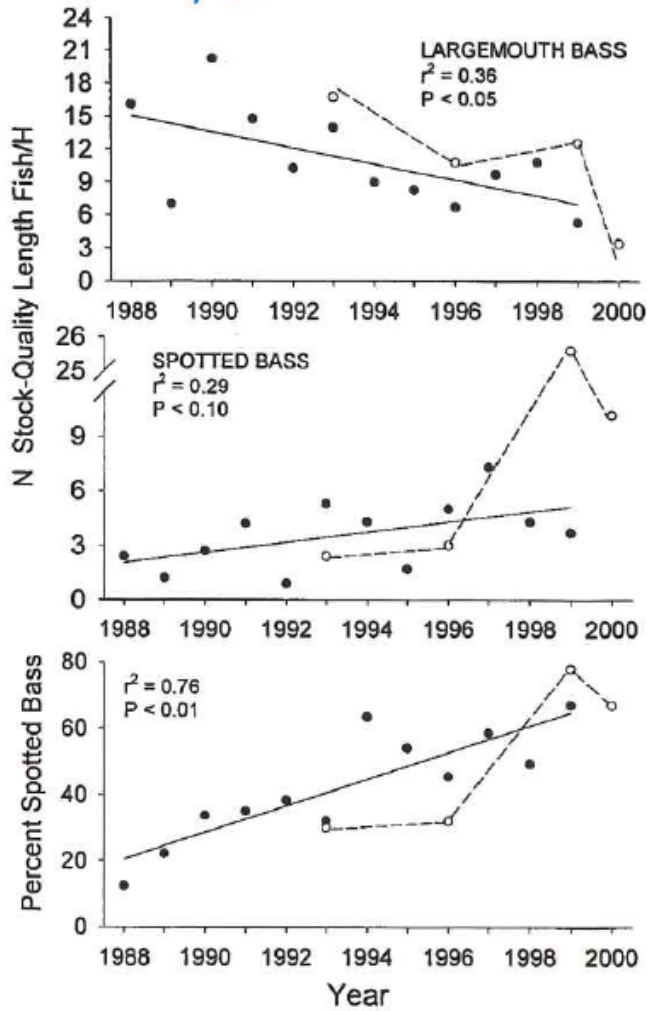 24
21
18
15
12
9
6
3
0
LARGEMOUTH BASS
r² = 0.36
P < 0.05
1988 1990 1992 1994 1996 1998 2000
N Stock-Quality Length Fish/H
26
25
9
6
3
0
SPOTTED BASS
r² = 0.29
P < 0.10
1988 1990 1992 1994 1996 1998 2000
80
60
40
20
0
Percent Spotted Bass
r² = 0.76
P < 0.01
1988 1990 1992 1994 1996 1998 2000
Year